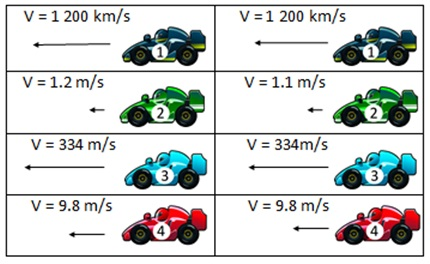 V = 1 200 km/s
V = 1 200 km/s
1
1
V = 1.2 m/s
V = 1.1 m/s
2
2
V = 334 m/s
V = 334m/s
3
3
V = 9.8 m/s
V = 9.8 m/s
4
4